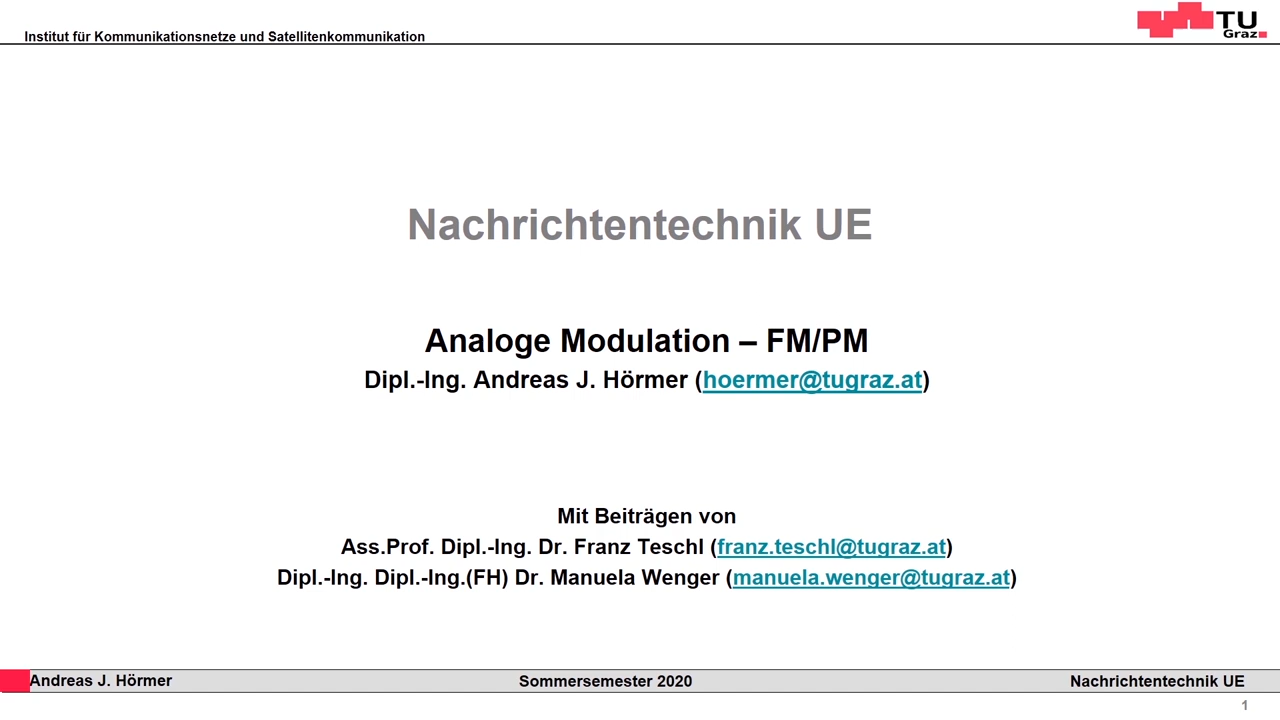 Institut für Kommunikationsnetze und Satellitenkommunikation
TU
Graz
Nachrichtentechnik UE
Analoge Modulation – FM/PM
Dipl.-Ing. Andreas J. Hörmer (hoermer@tugraz.at)
Mit Beiträgen von
Ass.Prof. Dipl.-Ing. Dr. Franz Teschl (franz.teschl@tugraz.at)
Dipl.-Ing. Dipl.-Ing.(FH) Dr. Manuela Wenger (manuela.wenger@tugraz.at)
Andreas J. Hörmer
Sommersemester 2020
Nachrichtentechnik UE
1